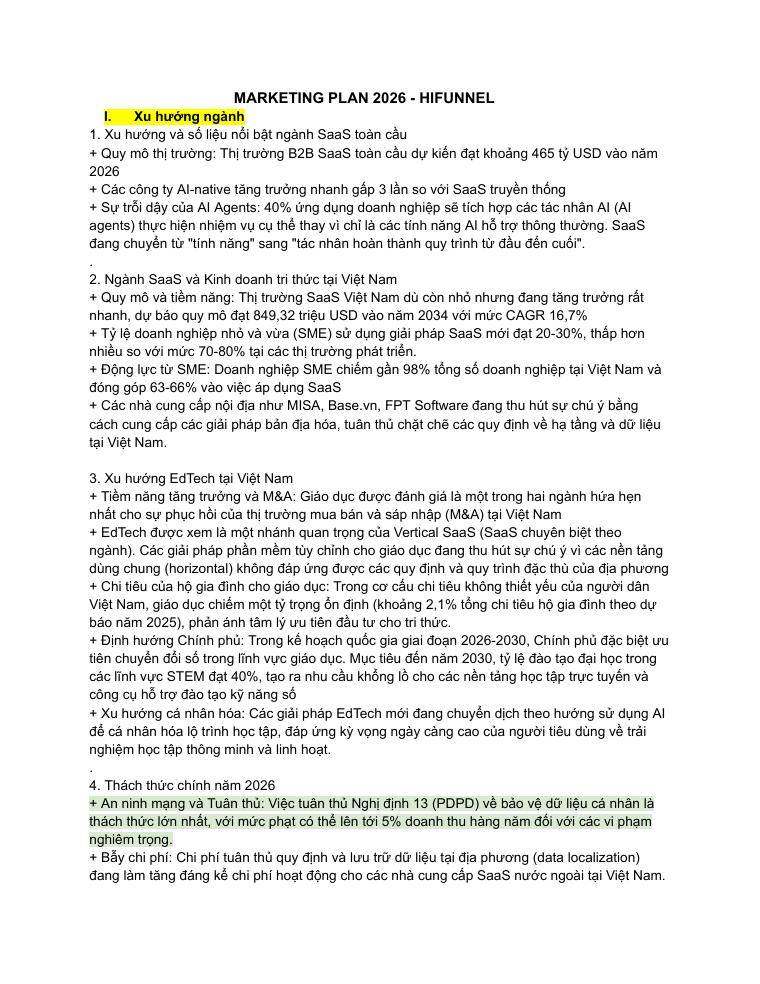 MARKETING PLAN 2026 - HIFUNNEL
I. Xu hướng ngành
1. Xu hướng và số liệu nổi bật ngành SaaS toàn cầu
+ Quy mô thị trường: Thị trường B2B SaaS toàn cầu dự kiến đạt khoảng 465 tỷ USD vào năm
2026
+ Các công ty AI-native tăng trưởng nhanh gấp 3 lần so với SaaS truyền thống
+ Sự trỗi dậy của AI Agents: 40% ứng dụng doanh nghiệp sẽ tích hợp các tác nhân AI (AI
agents) thực hiện nhiệm vụ cụ thể thay vì chỉ là các tính năng AI hỗ trợ thông thường. SaaS
đang chuyển từ "tính năng" sang "tác nhân hoàn thành quy trình từ đầu đến cuối".
.
2. Ngành SaaS và Kinh doanh tri thức tại Việt Nam
+ Quy mô và tiềm năng: Thị trường SaaS Việt Nam dù còn nhỏ nhưng đang tăng trưởng rất
nhanh, dự báo quy mô đạt 849,32 triệu USD vào năm 2034 với mức CAGR 16,7%
+ Tỷ lệ doanh nghiệp nhỏ và vừa (SME) sử dụng giải pháp SaaS mới đạt 20-30%, thấp hơn
nhiều so với mức 70-80% tại các thị trường phát triển.
+ Động lực từ SME: Doanh nghiệp SME chiếm gần 98% tổng số doanh nghiệp tại Việt Nam và
đóng góp 63-66% vào việc áp dụng SaaS
+ Các nhà cung cấp nội địa như MISA, Base.vn, FPT Software đang thu hút sự chú ý bằng
cách cung cấp các giải pháp bản địa hóa, tuân thủ chặt chẽ các quy định về hạ tầng và dữ liệu
tại Việt Nam.
3. Xu hướng EdTech tại Việt Nam
+ Tiềm năng tăng trưởng và M&A: Giáo dục được đánh giá là một trong hai ngành hứa hẹn
nhất cho sự phục hồi của thị trường mua bán và sáp nhập (M&A) tại Việt Nam
+ EdTech được xem là một nhánh quan trọng của Vertical SaaS (SaaS chuyên biệt theo
ngành). Các giải pháp phần mềm tùy chỉnh cho giáo dục đang thu hút sự chú ý vì các nền tảng
dùng chung (horizontal) không đáp ứng được các quy định và quy trình đặc thù của địa phương
+ Chi tiêu của hộ gia đình cho giáo dục: Trong cơ cấu chi tiêu không thiết yếu của người dân
Việt Nam, giáo dục chiếm một tỷ trọng ổn định (khoảng 2,1% tổng chi tiêu hộ gia đình theo dự
báo năm 2025), phản ánh tâm lý ưu tiên đầu tư cho tri thức.
+ Định hướng Chính phủ: Trong kế hoạch quốc gia giai đoạn 2026-2030, Chính phủ đặc biệt ưu
tiên chuyển đổi số trong lĩnh vực giáo dục. Mục tiêu đến năm 2030, tỷ lệ đào tạo đại học trong
các lĩnh vực STEM đạt 40%, tạo ra nhu cầu khổng lồ cho các nền tảng học tập trực tuyến và
công cụ hỗ trợ đào tạo kỹ năng số
+ Xu hướng cá nhân hóa: Các giải pháp EdTech mới đang chuyển dịch theo hướng sử dụng AI
để cá nhân hóa lộ trình học tập, đáp ứng kỳ vọng ngày càng cao của người tiêu dùng về trải
nghiệm học tập thông minh và linh hoạt.
.
4. Thách thức chính năm 2026
+ An ninh mạng và Tuân thủ: Việc tuân thủ Nghị định 13 (PDPD) về bảo vệ dữ liệu cá nhân là
thách thức lớn nhất, với mức phạt có thể lên tới 5% doanh thu hàng năm đối với các vi phạm
nghiêm trọng.
+ Bẫy chi phí: Chi phí tuân thủ quy định và lưu trữ dữ liệu tại địa phương (data localization)
đang làm tăng đáng kể chi phí hoạt động cho các nhà cung cấp SaaS nước ngoài tại Việt Nam.